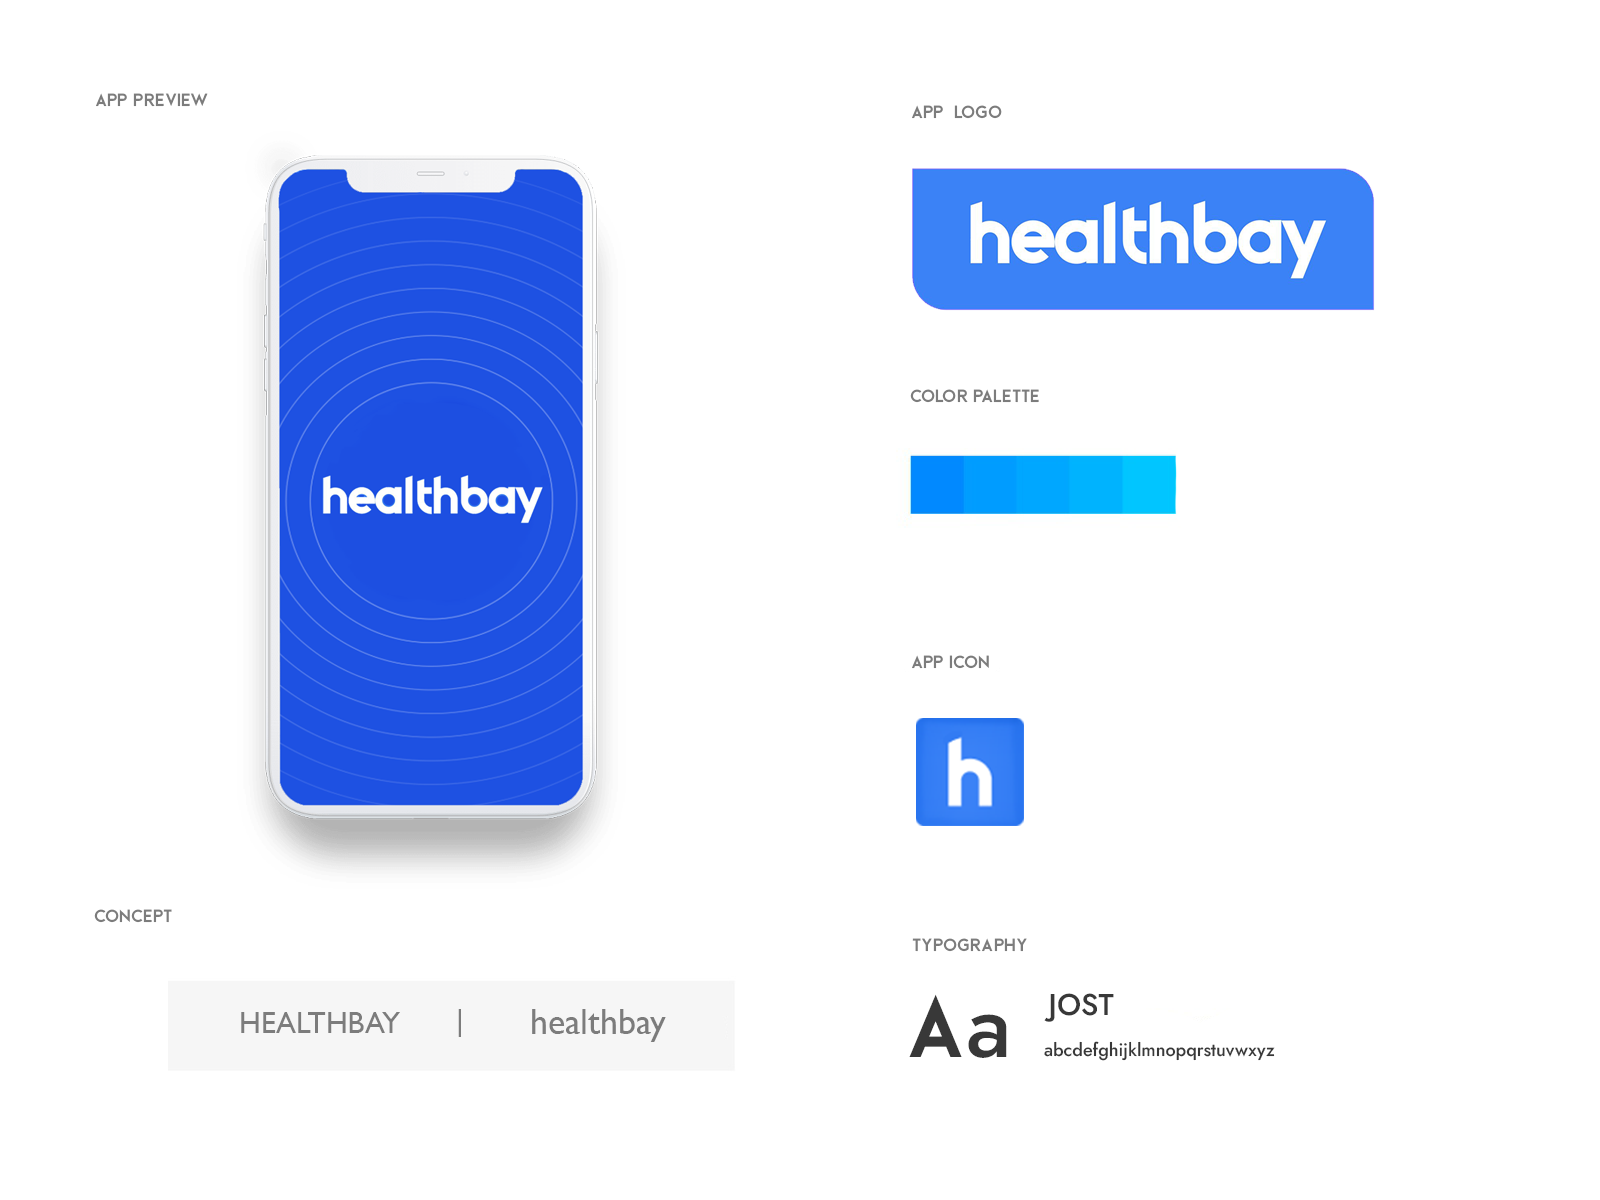 APP PREVIEW
healthbay
CONCEPT
HEALTHBAY | healthbay
APP LOGO
healthbay
COLOR PALETTE
APP ICON
h
TYPOGRAPHY
Aa
JOST
abcdefghijklmnopqrstuvwxyz